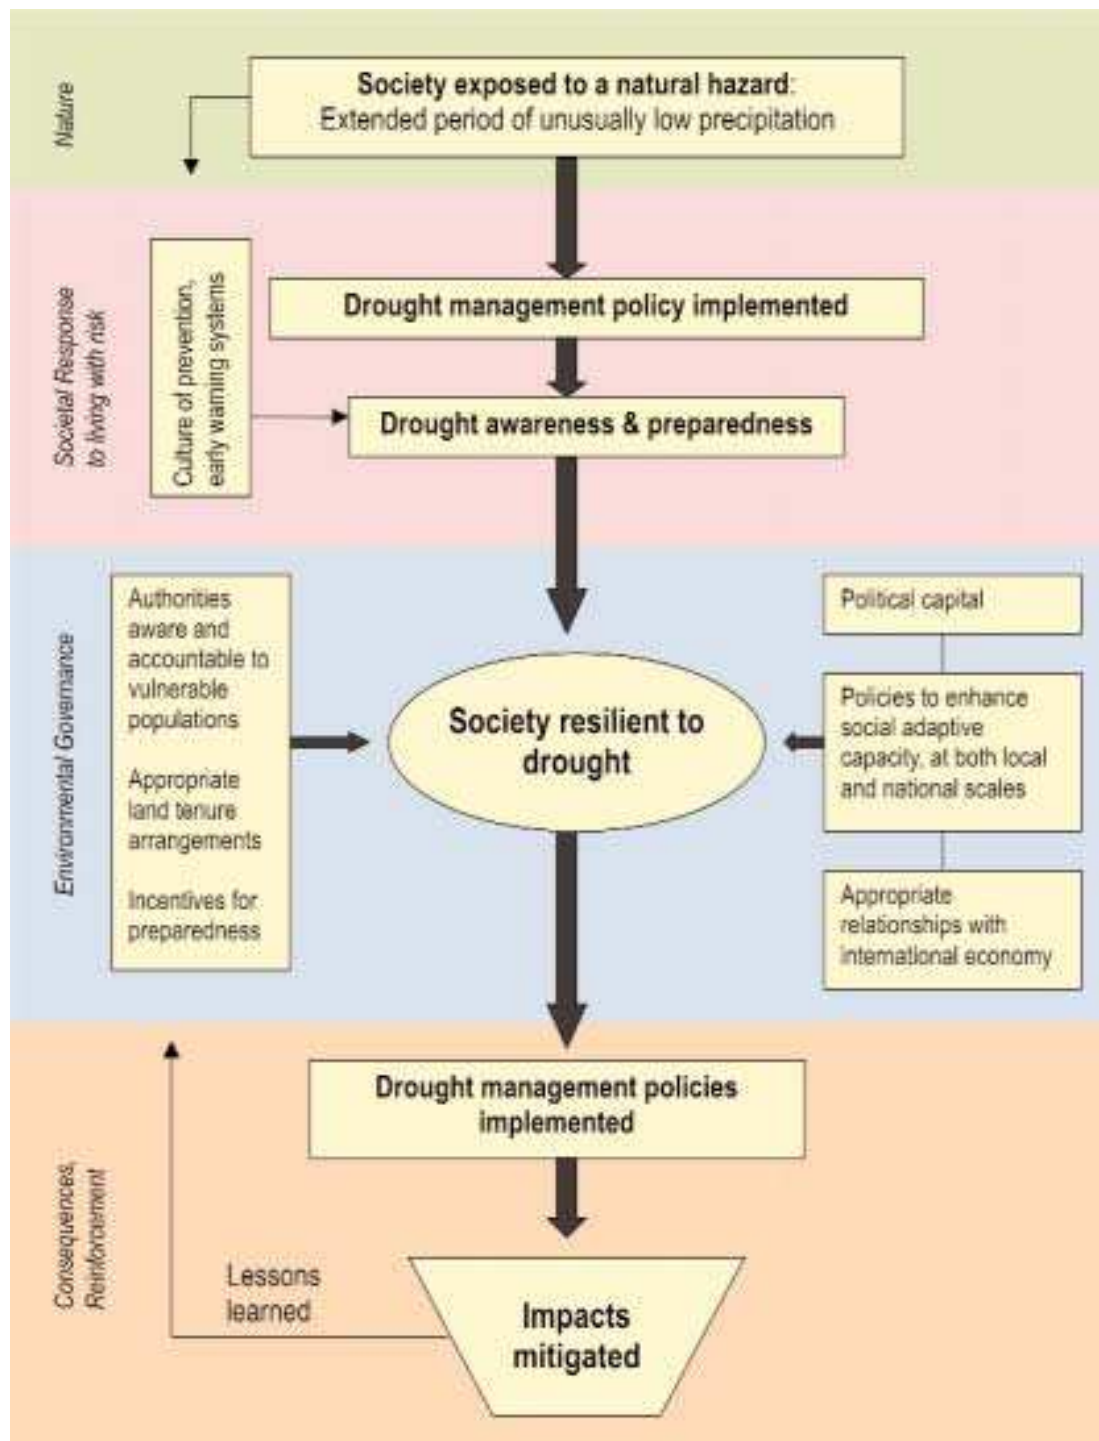 Nature
Society exposed to a natural hazard:
Extended period of unusually low precipitation
Societal Response
to living with risk
Culture of prevention,
early warning systems
Drought management policy implemented
Drought awareness & preparedness
Environmental Governance
Authorities
aware and
accountable to
vulnerable
populations
Appropriate
land tenure
arrangements
Incentives for
preparedness
Society resilient to
drought
Political capital
Policies to enhance
social adaptive
capacity, at both local
and national scales
Appropriate
relationships with
international economy
Consequences,
Reinforcement
Drought management policies
implemented
Lessons
learned
Impacts
mitigated